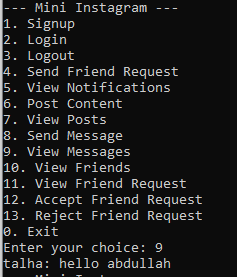 --- Mini Instagram ---
1. Signup
2. Login
3. Logout
4. Send Friend Request
5. View Notifications
6. Post Content
7. View Posts
8. Send Message
9. View Messages
10. View Friends
11. View Friend Request
12. Accept Friend Request
13. Reject Friend Request
0. Exit
Enter your choice: 9
talha: hello abdullah